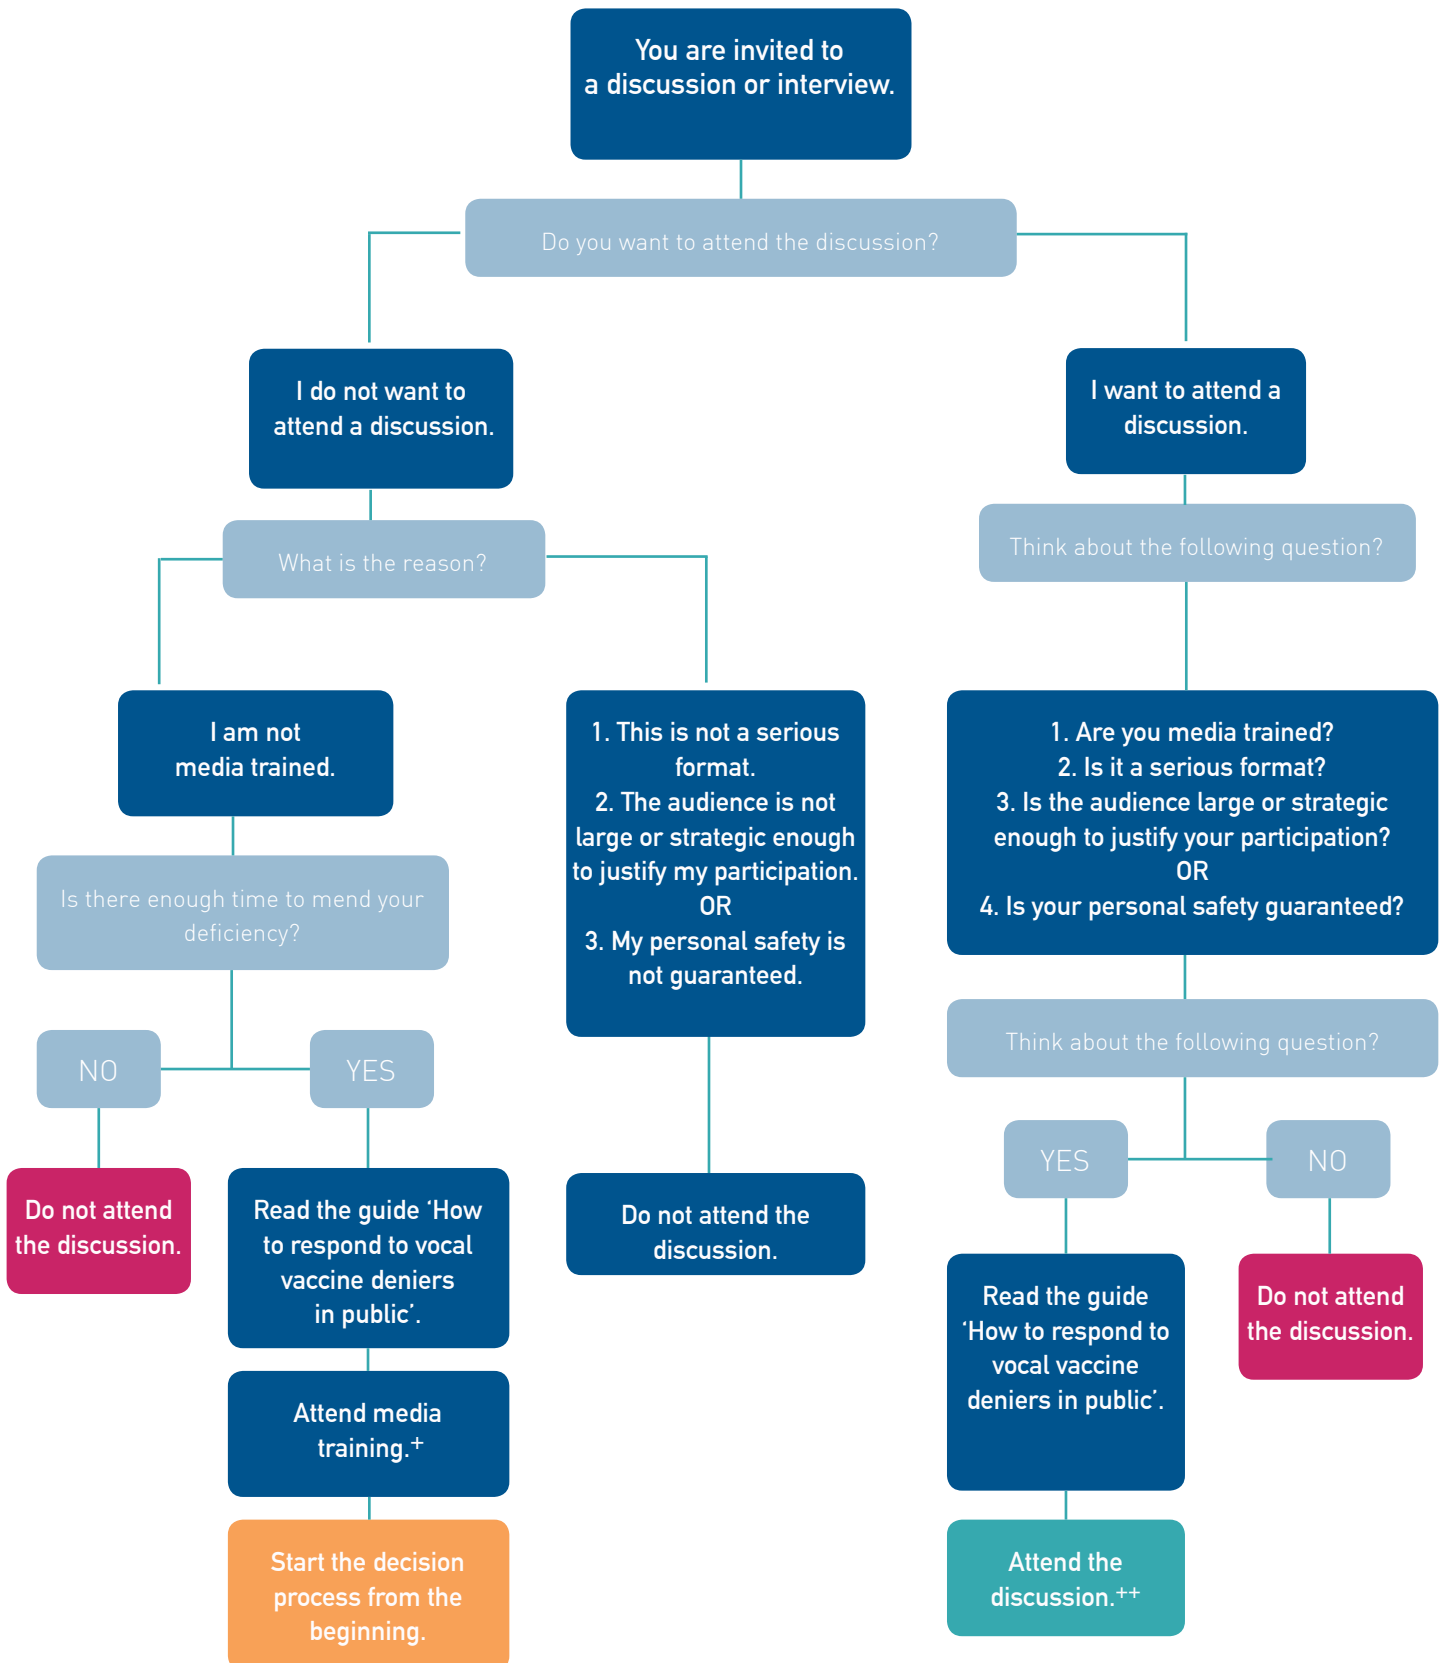 You are invited to
a discussion or interview.
Do you want to attend the discussion?
I do not want to
attend a discussion.
I want to attend a
discussion.
What is the reason?
Think about the following question?
I am not
media trained.
1. This is not a serious
format.
2. The audience is not
large or strategic enough
to justify my participation.
OR
3. My personal safety is
not guaranteed.
1. Are you media trained?
2. Is it a serious format?
3. Is the audience large or strategic
enough to justify your participation?
OR
4. Is your personal safety guaranteed?
Is there enough time to mend your
deficiency?
Think about the following question?
NO
YES
YES
NO
Do not attend
the discussion.
Read the guide ‘How
to respond to vocal
vaccine deniers
in public’.
Do not attend the
discussion.
Read the guide
‘How to respond to
vocal vaccine
deniers in public’.
Do not attend
the discussion.
Attend media
training.+
Start the decision
process from the
beginning.
Attend the
discussion.++